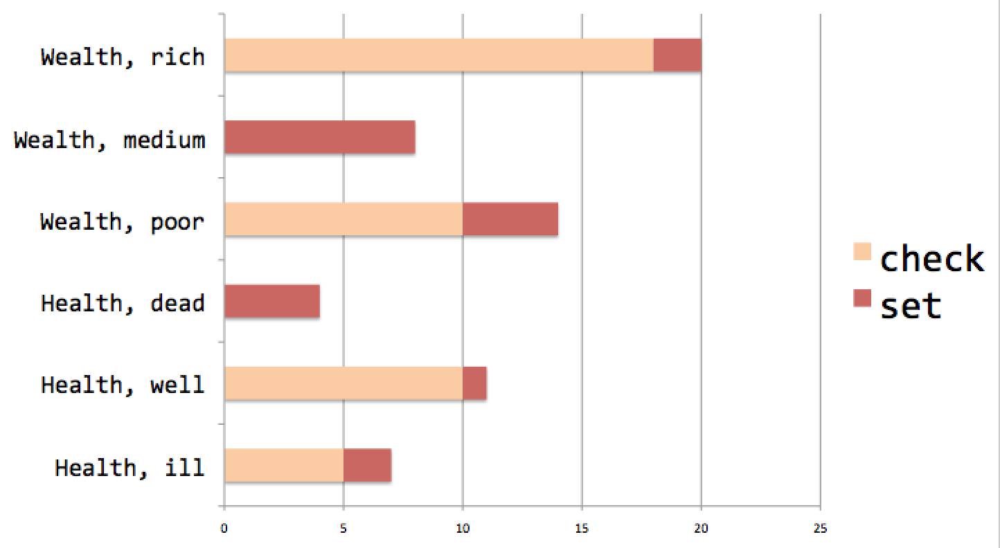 Wealth, rich
Wealth, medium
Wealth, poor
Health, dead
Health, well
Health, ill
0 5 10 15 20 25
check
set